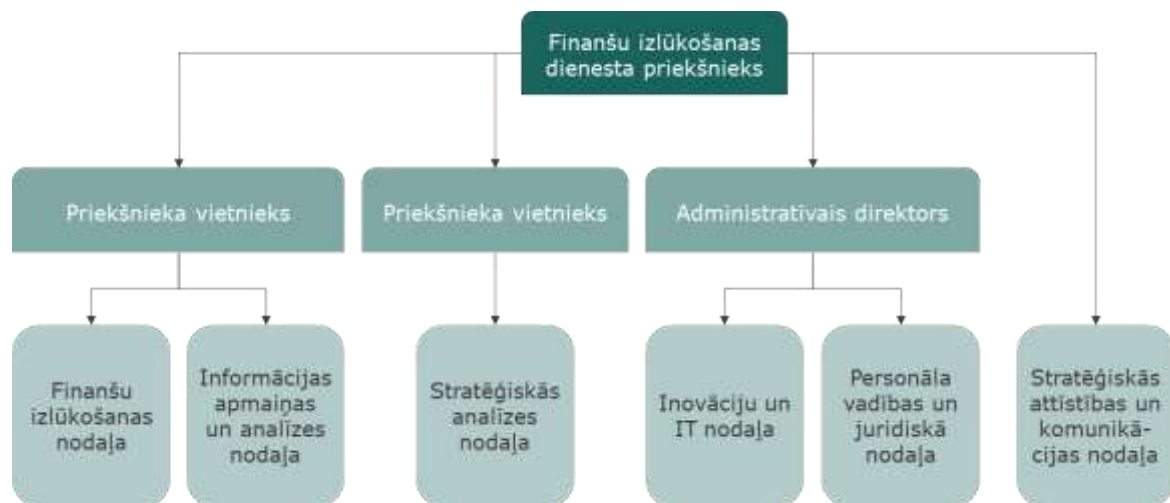 Finanšu izlūkošanas
dienesta priekšnieks
Priekšnieka vietnieks
Priekšnieka vietnieks
Administratīvais direktors
Finanšu
izlūkošanas
nodaļa
Informācijas
apmaiņas
un analīzes
nodaļa
Stratēģiskās
analīzes
nodaļa
Inovāciju un
IT nodaļa
Personāla
vadības un
juridiskā
nodaļa
Stratēģiskās
attīstības un
komunikā-
cijas nodaļa